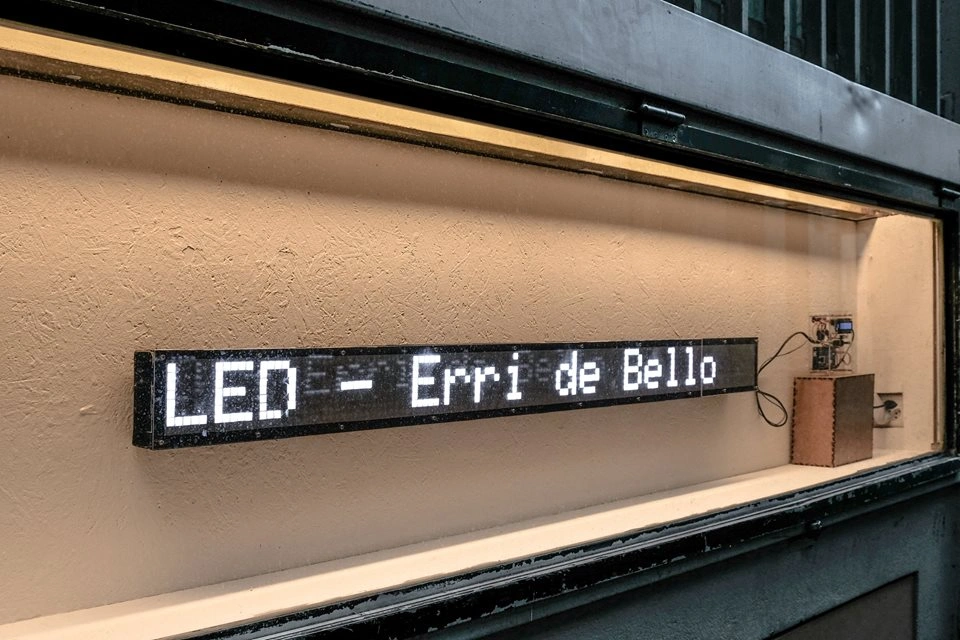 LED - Erri de Bello